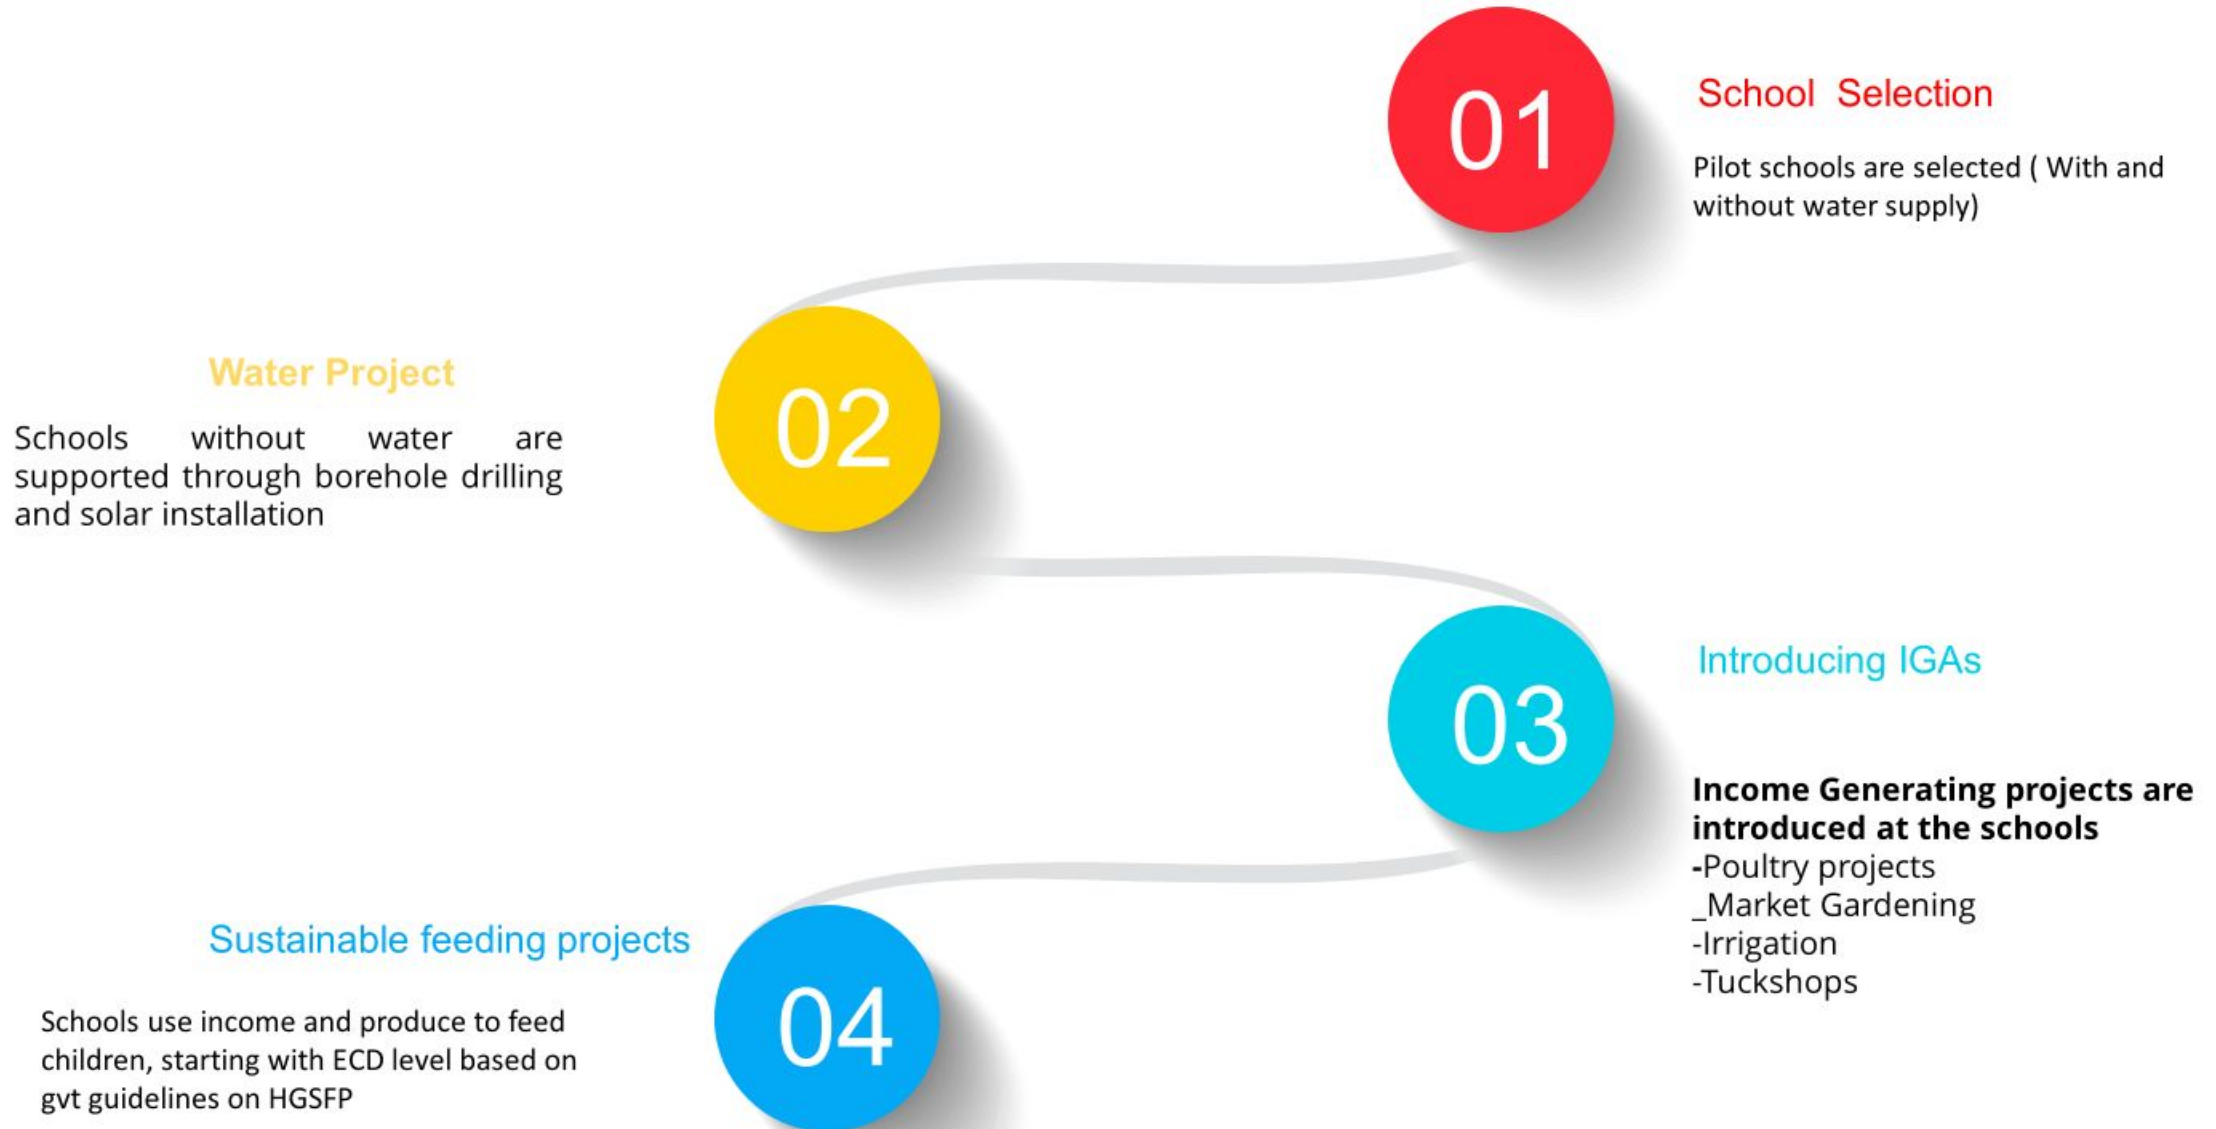 01
School Selection
Pilot schools are selected ( With and
without water supply)
02
Water Project
Schools without water are
supported through borehole drilling
and solar installation
03
Introducing IGAs
Income Generating projects are
introduced at the schools
-Poultry projects
_Market Gardening
-Irrigation
-Tuckshops
04
Sustainable feeding projects
Schools use income and produce to feed
children, starting with ECD level based on
gvt guidelines on HGSFP